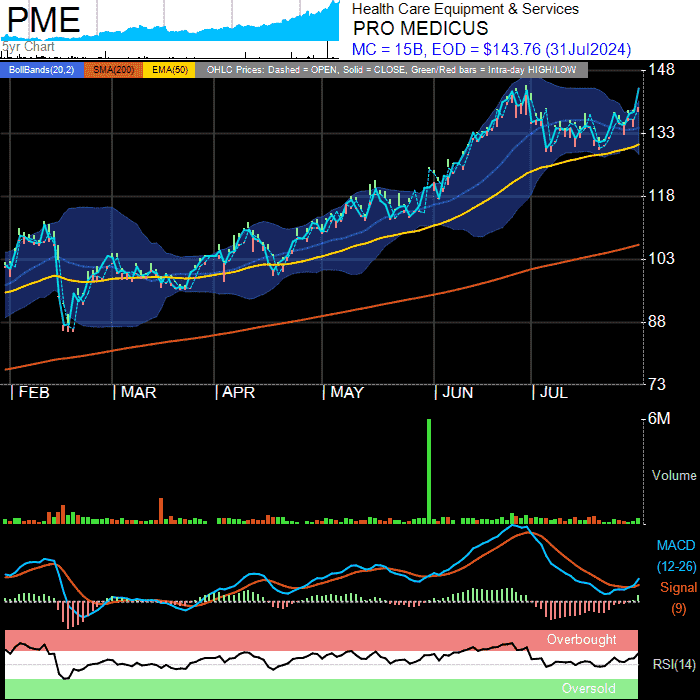 PME
Health Care Equipment & Services
PRO MEDICUS
MC = 15B, EOD = $143.76 (31Jul2024)
5yr Chart
BollBands(20,2) SMA(200) EMA(50) OHLC Prices: Dashed = OPEN, Solid = CLOSE, Green/Red bars = Intra-day HIGH/LOW
148
133
118
103
88
73
FEB MAR APR MAY JUN JUL
6M
Volume
MACD
(12-26)
Signal
(9)
Overbought
RSI(14)
Oversold